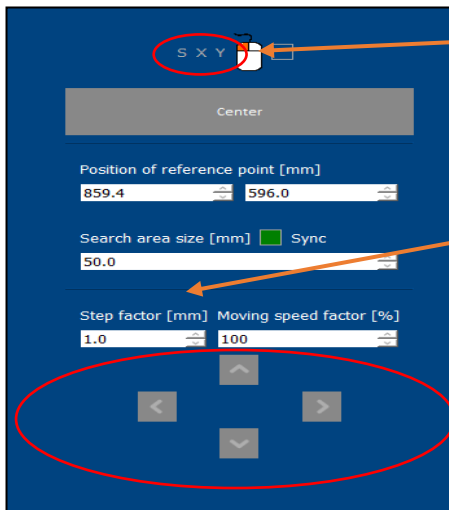 S X Y
Center
Position of reference point [mm]
859.4 596.0
Search area size [mm] Sync
50.0
Step factor [mm] Moving speed factor [%]
1.0 100